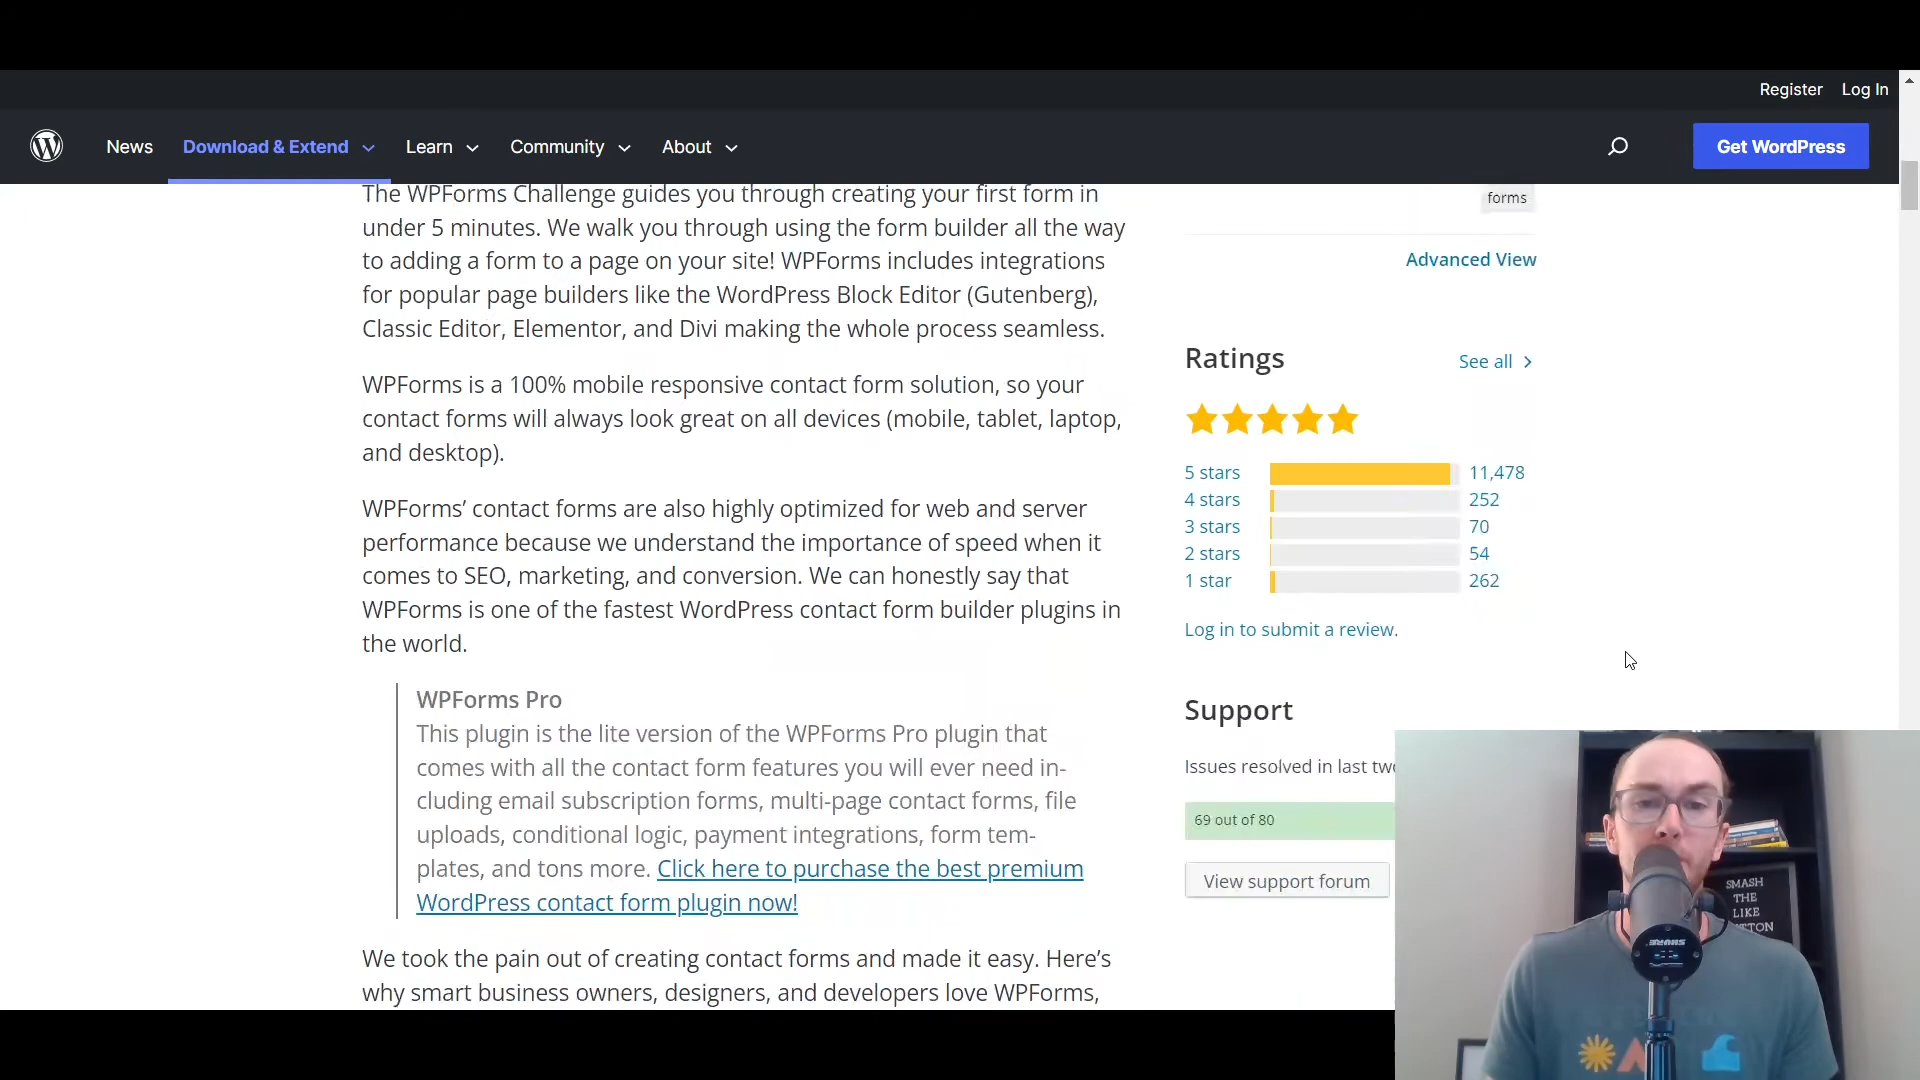 Register Log In
News Download & Extend Learn Community About Get WordPress
The WPForms Challenge guides you through creating your first form in
under 5 minutes. We walk you through using the form builder all the way
to adding a form to a page on your site! WPForms includes integrations
for popular page builders like the WordPress Block Editor (Gutenberg),
Classic Editor, Elementor, and Divi making the whole process seamless.
WPForms is a 100% mobile responsive contact form solution, so your
contact forms will always look great on all devices (mobile, tablet, laptop,
and desktop).
WPForms’ contact forms are also highly optimized for web and server
performance because we understand the importance of speed when it
comes to SEO, marketing, and conversion. We can honestly say that
WPForms is one of the fastest WordPress contact form builder plugins in
the world.
WPForms Pro
This plugin is the lite version of the WPForms Pro plugin that
comes with all the contact form features you will ever need in-
cluding email subscription forms, multi-page contact forms, file
uploads, conditional logic, payment integrations, form tem-
plates, and tons more. Click here to purchase the best premium
WordPress contact form plugin now!
We took the pain out of creating contact forms and made it easy. Here’s
why smart business owners, designers, and developers love WPForms,
forms
Advanced View
Ratings See all
5 stars 11,478
4 stars 252
3 stars 70
2 stars 54
1 star 262
Log in to submit a review.
Support
Issues resolved in last
69 out of 80
View support forum
SMASH
THE
LIKE
SHURE